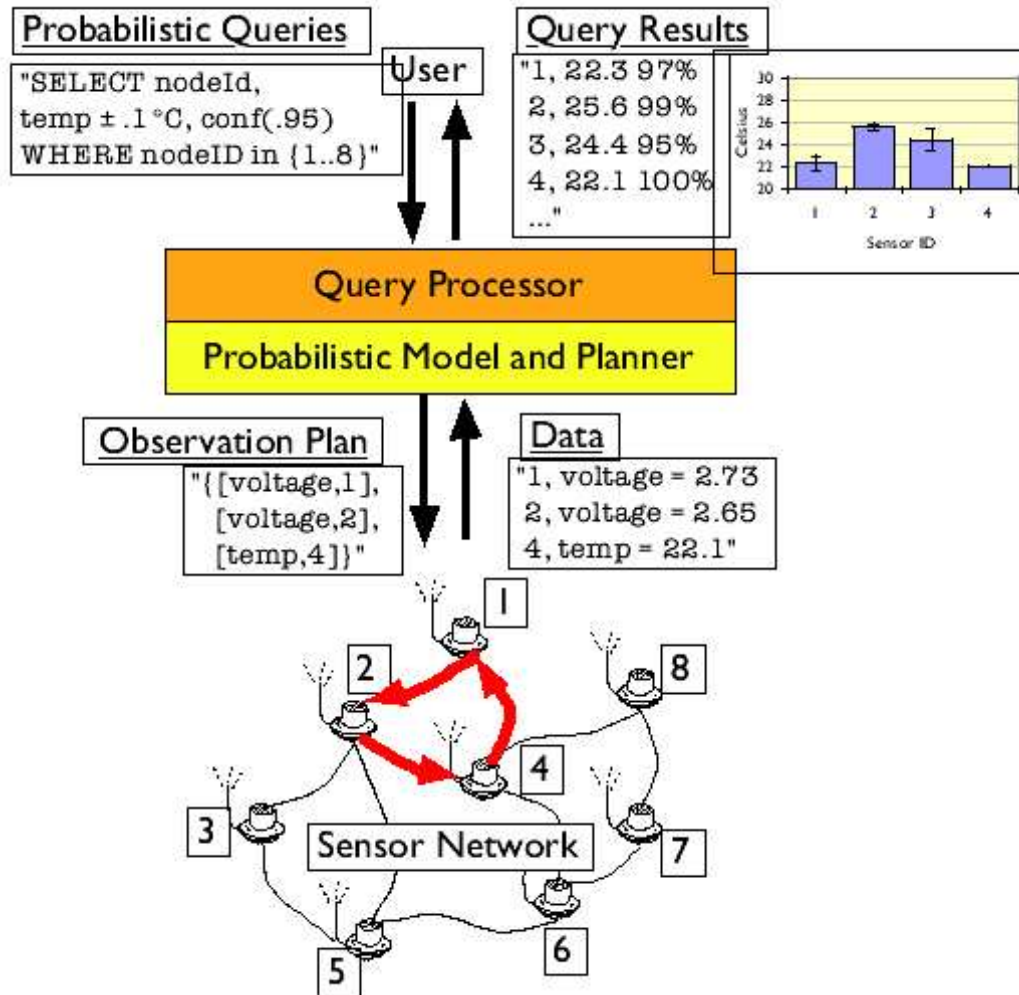 Probabilistic Queries
"SELECT nodeId,
temp ± .1°C, conf(.95)
WHERE nodeID in {1..8}"
User
Query Results
"1, 22.3 97%
2, 25.6 99%
3, 24.4 95%
4, 22.1 100%
..."
30
28
26
24
22
20
Celsius
1 2 3 4
Sensor ID
Query Processor
Probabilistic Model and Planner
Observation Plan
"{[voltage,1],
[voltage,2],
[temp,4]}"
Data
"1, voltage = 2.73
2, voltage = 2.65
4, temp = 22.1"
1
2
8
4
3
7
Sensor Network
5
6